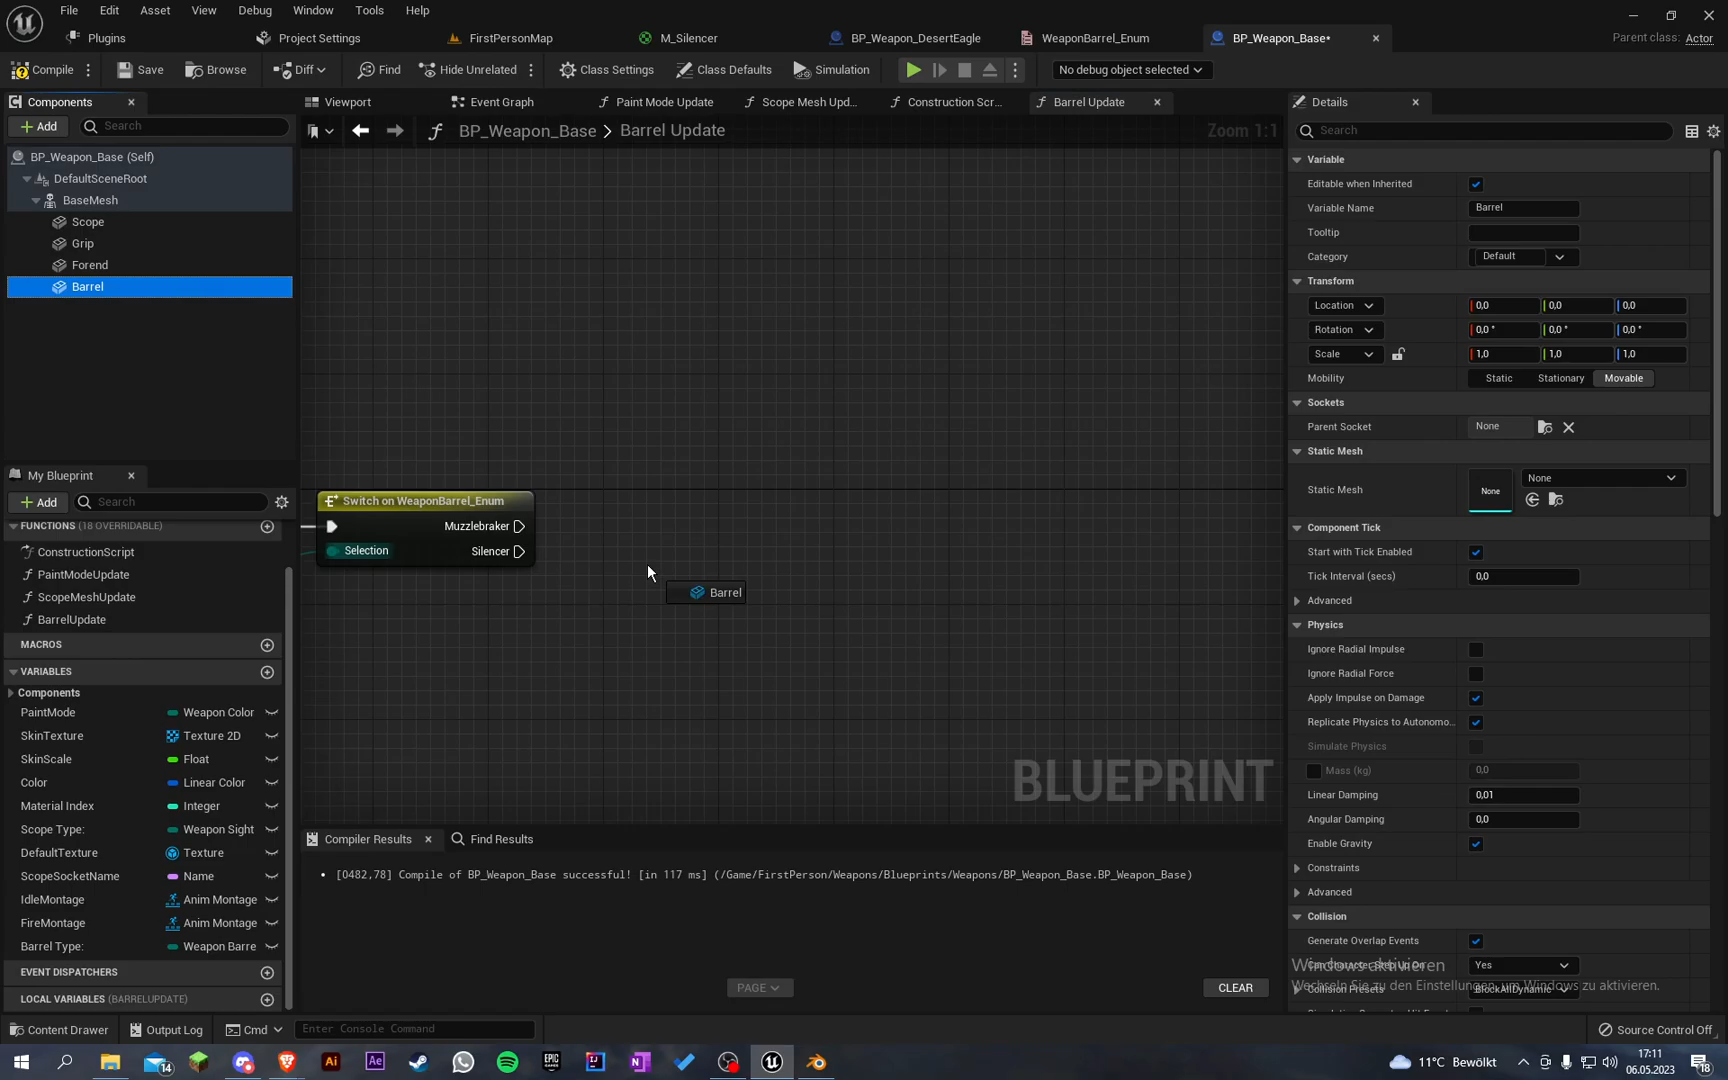 File Edit Asset View Debug Window Tools Help
Plugins Project Settings FirstPersonMap M_Silencer BP_Weapon_DesertEagle WeaponBarrel_Enum BP_Weapon_Base•
Parent class: Actor
Compile Save Browse Diff Find Hide Unrelated Class Settings Class Defaults Simulation No debug object selected
Components
Viewport Event Graph Paint Mode Update Scope Mesh Upd... Construction Scr... Barrel Update
Details
Add Search
BP_Weapon_Base > Barrel Update
Zoom 1:1
Search
BP_Weapon_Base (Self)
DefaultSceneRoot
BaseMesh
Scope
Grip
Forend
Barrel
Switch on WeaponBarrel_Enum
Muzzlebraker
Selection Silencer
Barrel
BLUEPRINT
My Blueprint
Add Search
FUNCTIONS (18 OVERRIDABLE)
ConstructionScript
PaintModeUpdate
ScopeMeshUpdate
BarrelUpdate
MACROS
VARIABLES
Components
PaintMode Weapon Color
SkinTexture Texture 2D
SkinScale Float
Color Linear Color
Material Index Integer
Scope Type: Weapon Sight
DefaultTexture Texture
ScopeSocketName Name
IdleMontage Anim Montage
FireMontage Anim Montage
Barrel Type: Weapon Barre
EVENT DISPATCHERS
LOCAL VARIABLES (BARRELUPDATE)
Compiler Results Find Results
• [0482,78] Compile of BP_Weapon_Base successful! [in 117 ms] (/Game/FirstPerson/Weapons/Blueprints/Weapons/BP_Weapon_Base.BP_Weapon_Base)
PAGE CLEAR
Variable
Editable when Inherited
Variable Name Barrel
Tooltip
Category Default
Transform
Location 0,0 0,0 0,0
Rotation 0,0 ° 0,0 ° 0,0 °
Scale 1,0 1,0 1,0
Mobility Static Stationary Movable
Sockets
Parent Socket None
Static Mesh
Static Mesh None None
Component Tick
Start with Tick Enabled
Tick Interval (secs) 0,0
Advanced
Physics
Ignore Radial Impulse
Ignore Radial Force
Apply Impulse on Damage
Replicate Physics to Autonomo...
Simulate Physics
Mass (kg) 0,0
Linear Damping 0,01
Angular Damping 0,0
Enable Gravity
Constraints
Advanced
Collision
Generate Overlap Events
Can Character Step Up On Yes
Windows aktivieren
Collision Presets BlockAllDynamic
Wechseln Sie zu den Einstellungen, um Windows zu aktivieren.
Content Drawer Output Log Cmd Enter Console Command Source Control Off
14
11°C Bewölkt
17:11
06.05.2023
18